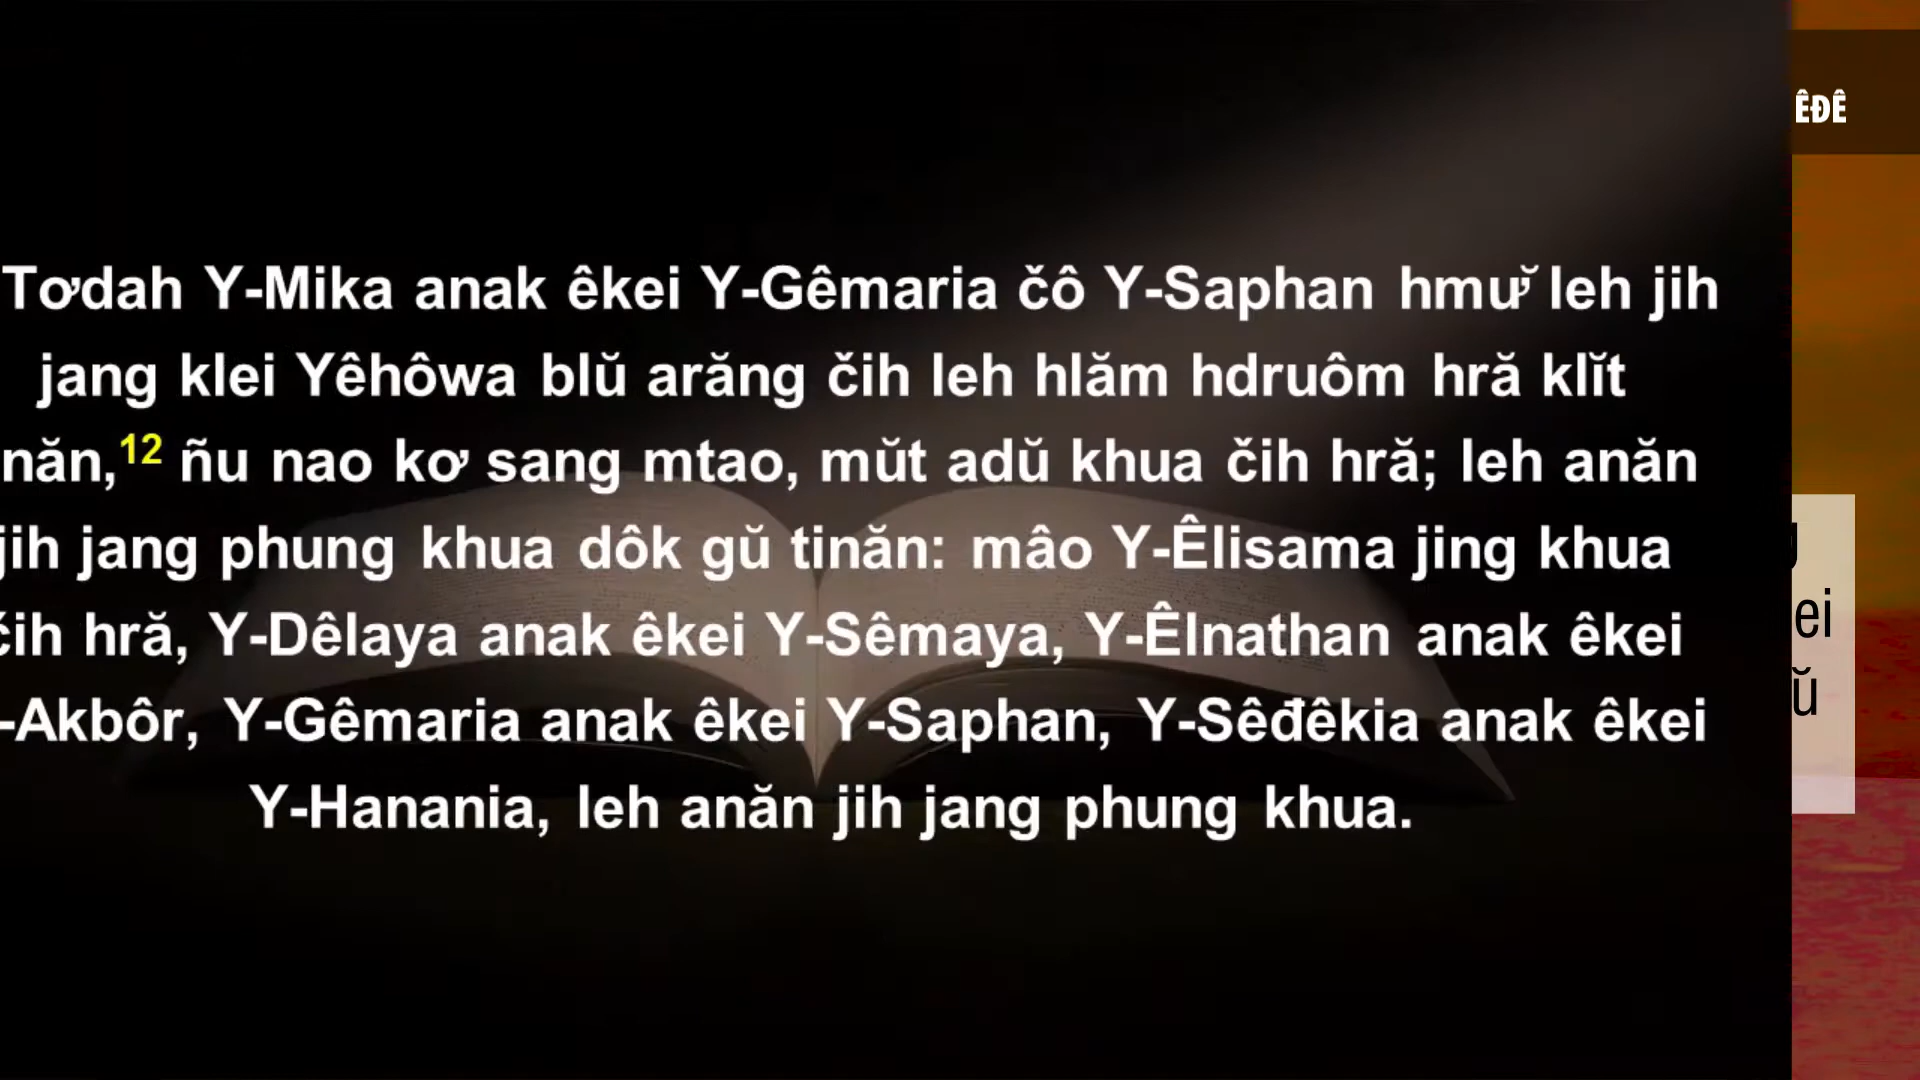 Tơdah Y-Mika anak êkei Y-Gêmaria čô Y-Saphan hmư̆ leh jih
jang klei Yêhôwa blŭ arăng čih leh hlăm hdruôm hră klĭt
năn,12 ñu nao kơ sang mtao, mŭt adŭ khua čih hră; leh anăn
jih jang phung khua dôk gŭ tinăn: mâo Y-Êlisama jing khua
čih hră, Y-Dêlaya anak êkei Y-Sêmaya, Y-Êlnathan anak êkei
-Akbôr, Y-Gêmaria anak êkei Y-Saphan, Y-Sêđêkia anak êkei
Y-Hanania, leh anăn jih jang phung khua.
ÊĐÊ
ei
ŭ